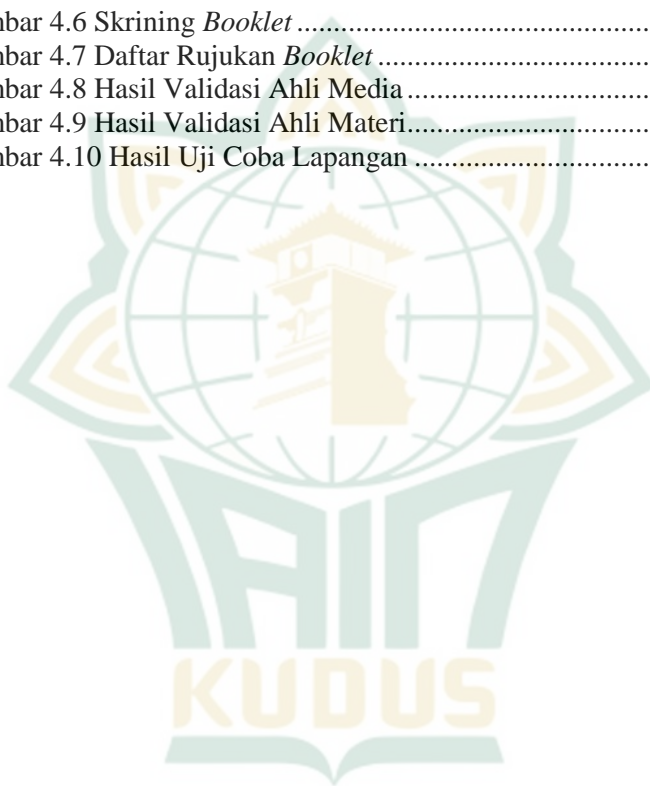 mbar 4.6 Skrining Booklet ..........................................
mbar 4.7 Daftar Rujukan Booklet ................................
mbar 4.8 Hasil Validasi Ahli Media .............................
mbar 4.9 Hasil Validasi Ahli Materi.............................
mbar 4.10 Hasil Uji Coba Lapangan ............................
IAIN
KUDUS